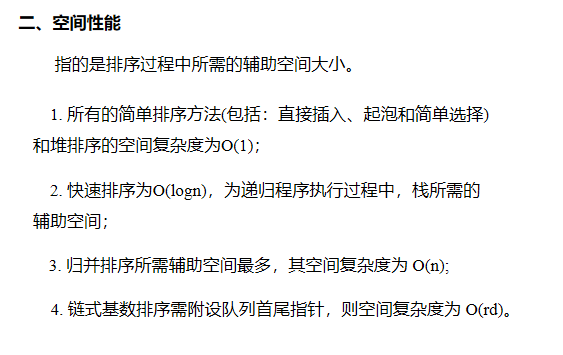 二、空间性能
指的是排序过程中所需的辅助空间大小。
1. 所有的简单排序方法(包括：直接插入、起泡和简单选择)
和堆排序的空间复杂度为O(1)；
2. 快速排序为O(logn)，为递归程序执行过程中，栈所需的
辅助空间；
3. 归并排序所需辅助空间最多，其空间复杂度为 O(n);
4. 链式基数排序需附设队列首尾指针，则空间复杂度为 O(rd)。